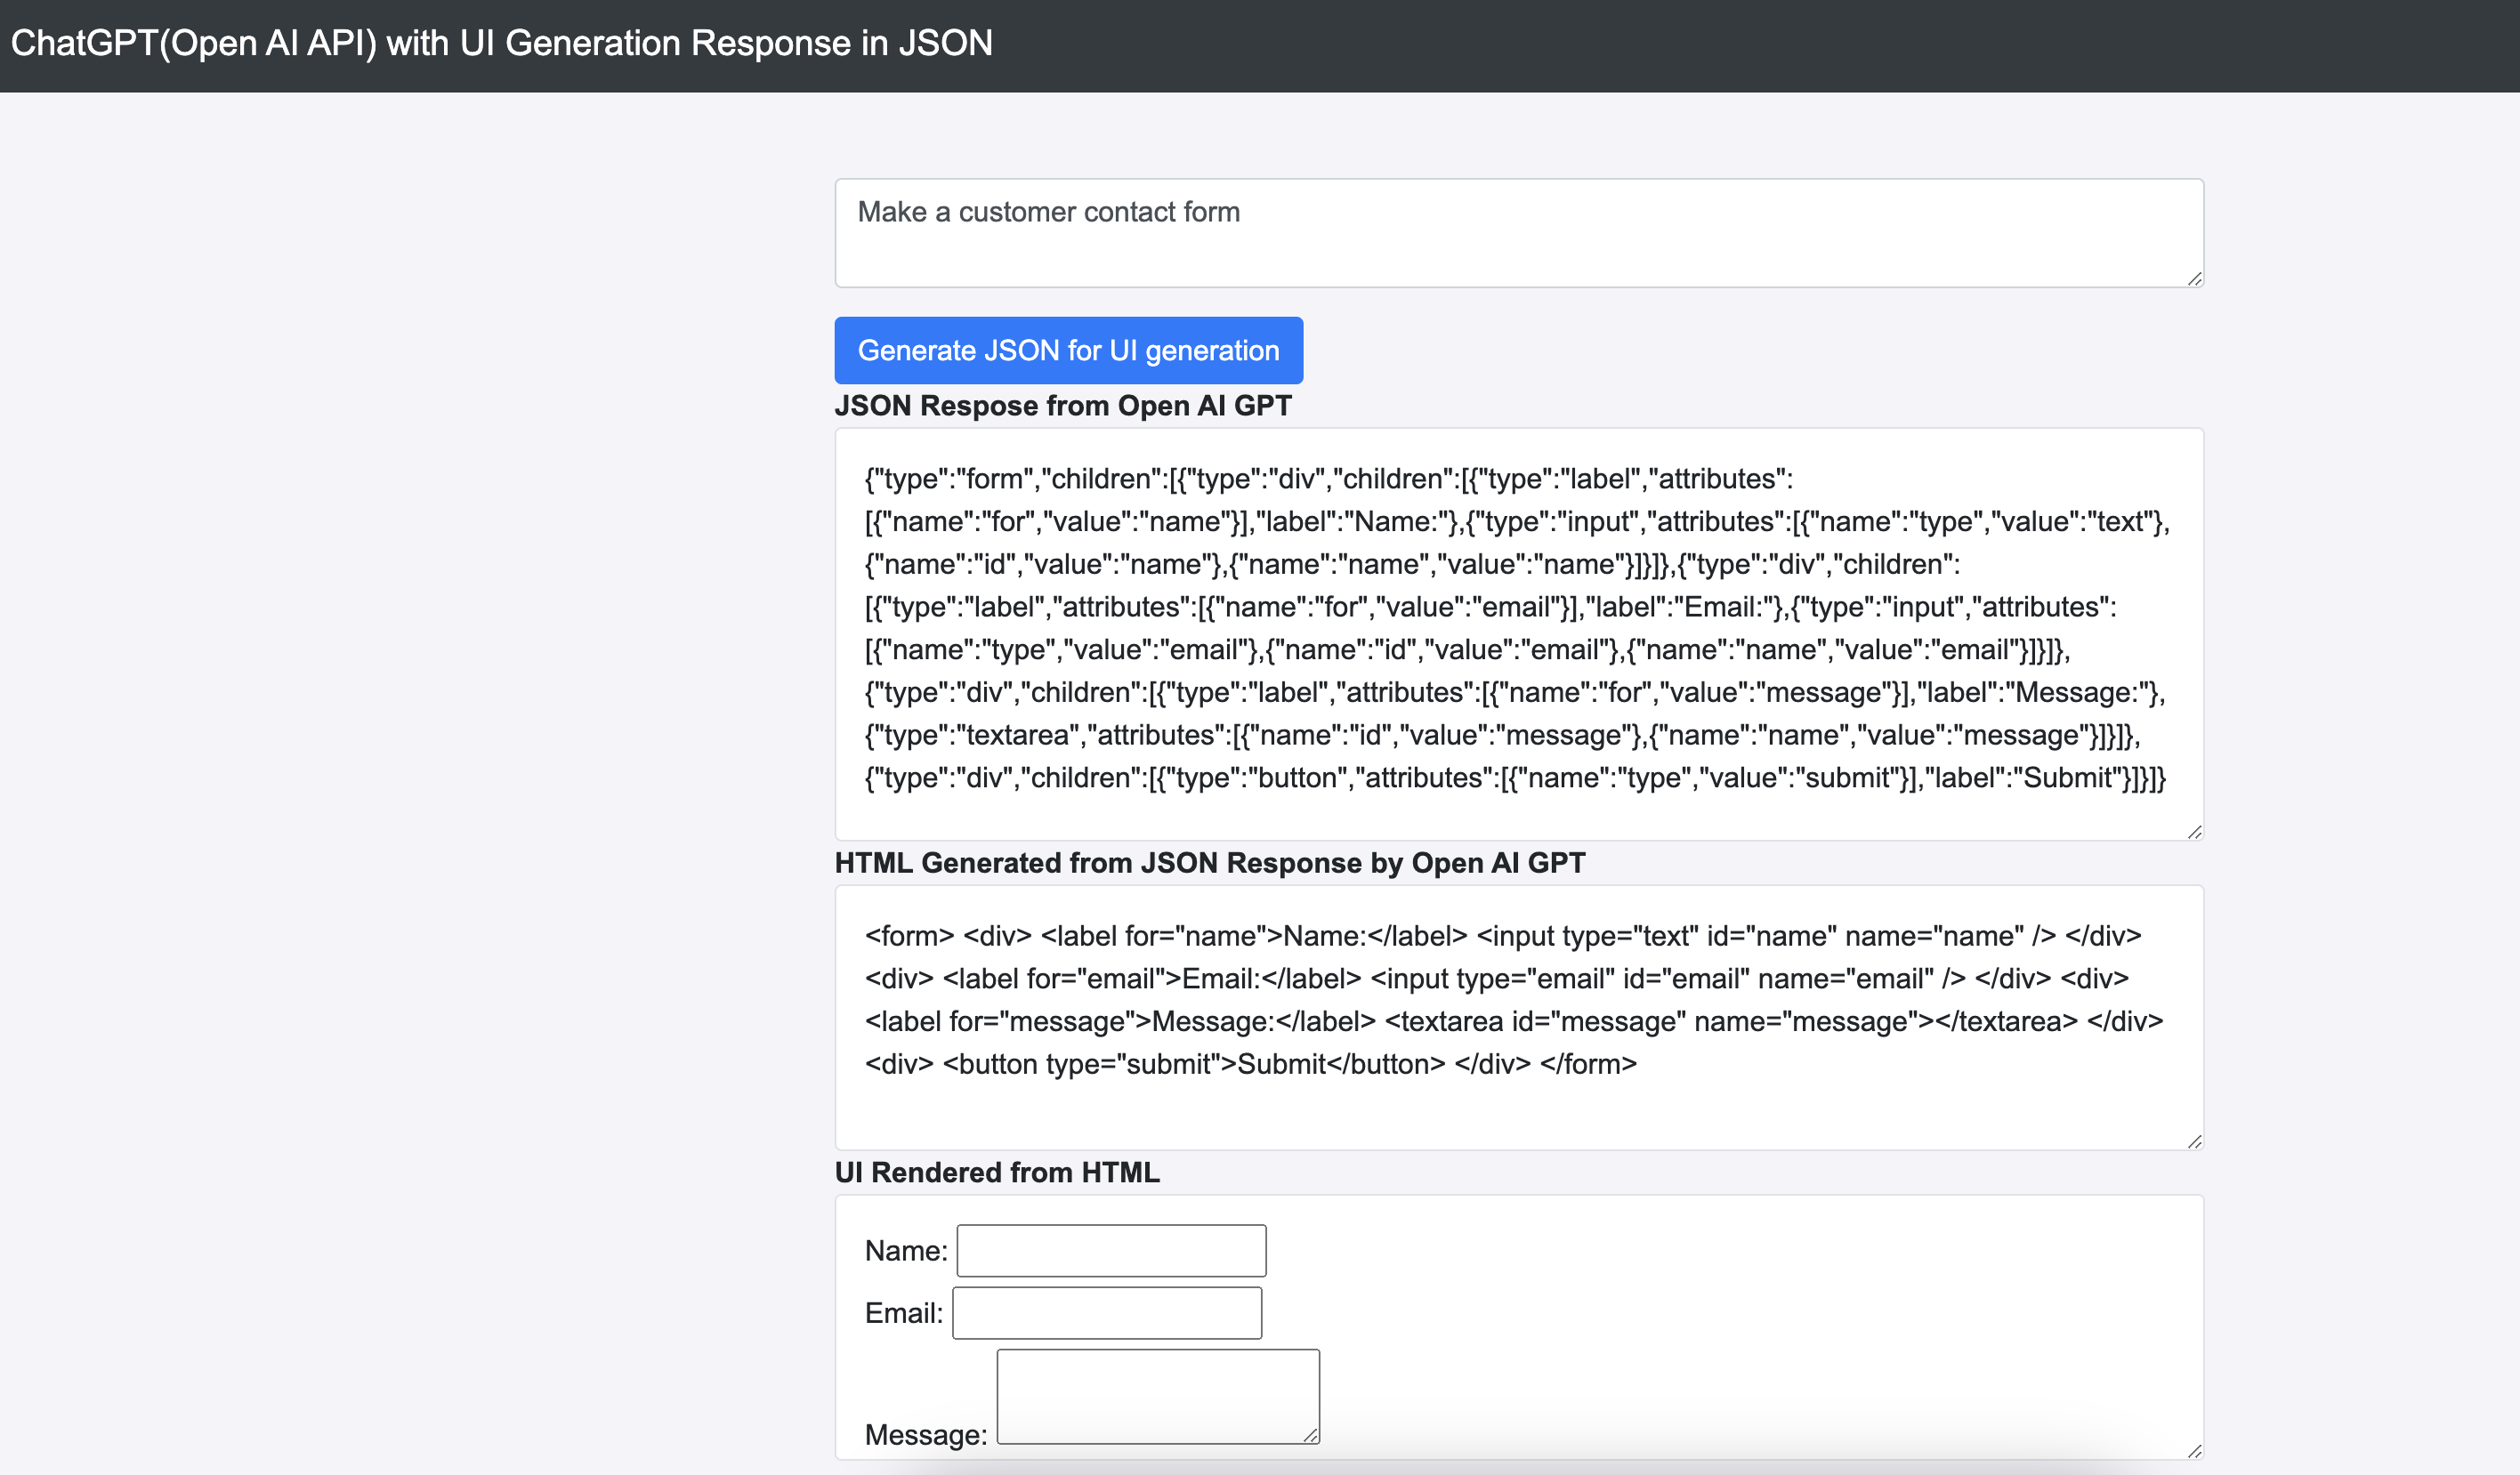 ChatGPT(Open AI API) with UI Generation Response in JSON
Make a customer contact form
Generate JSON for UI generation
JSON Respose from Open AI GPT
{"type":"form","children":[{"type":"div","children":[{"type":"label","attributes":
[{"name":"for","value":"name"}],"label":"Name:"},{"type":"input","attributes":[{"name":"type","value":"text"},
{"name":"id","value":"name"},{"name":"name","value":"name"}]}]},{"type":"div","children":
[{"type":"label","attributes":[{"name":"for","value":"email"}],"label":"Email:"},{"type":"input","attributes":
[{"name":"type","value":"email"},{"name":"id","value":"email"},{"name":"name","value":"email"}]}]},
{"type":"div","children":[{"type":"label","attributes":[{"name":"for","value":"message"}],"label":"Message:"},
{"type":"textarea","attributes":[{"name":"id","value":"message"},{"name":"name","value":"message"}]}]},
{"type":"div","children":[{"type":"button","attributes":[{"name":"type","value":"submit"}],"label":"Submit"}]}]}
HTML Generated from JSON Response by Open AI GPT
<form> <div> <label for="name">Name:</label> <input type="text" id="name" name="name" /> </div>
<div> <label for="email">Email:</label> <input type="email" id="email" name="email" /> </div> <div>
<label for="message">Message:</label> <textarea id="message" name="message"></textarea> </div>
<div> <button type="submit">Submit</button> </div> </form>
UI Rendered from HTML
Name:
Email:
Message: